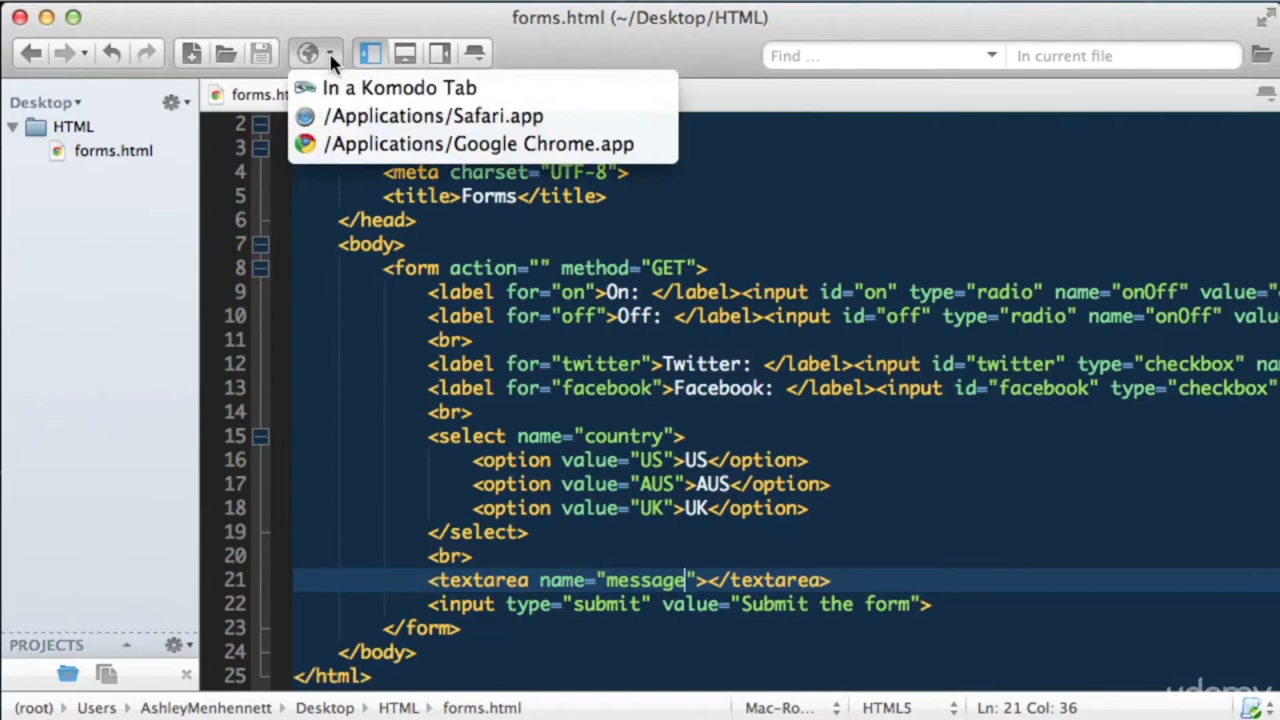 forms.html (~/Desktop/HTML)
Find ...
In current file
Desktop
forms.ht
In a Komodo Tab
/Applications/Safari.app
/Applications/Google Chrome.app
HTML
forms.html
2
3
4 <meta charset="UTF-8">
5 <title>Forms</title>
6 </head>
7 <body>
8 <form action="" method="GET">
9 <label for="on">On: </label><input id="on" type="radio" name="onOff" value="
10 <label for="off">Off: </label><input id="off" type="radio" name="onOff" valu
11 <br>
12 <label for="twitter">Twitter: </label><input id="twitter" type="checkbox" na
13 <label for="facebook">Facebook: </label><input id="facebook" type="checkbox"
14 <br>
15 <select name="country">
16 <option value="US">US</option>
17 <option value="AUS">AUS</option>
18 <option value="UK">UK</option>
19 </select>
20 <br>
21 <textarea name="message"></textarea>
22 <input type="submit" value="Submit the form">
23 </form>
24 </body>
25 </html>
PROJECTS
udemy
(root) Users AshleyMenhennett Desktop HTML forms.html Mac-Ro... HTML5 Ln: 21 Col: 36